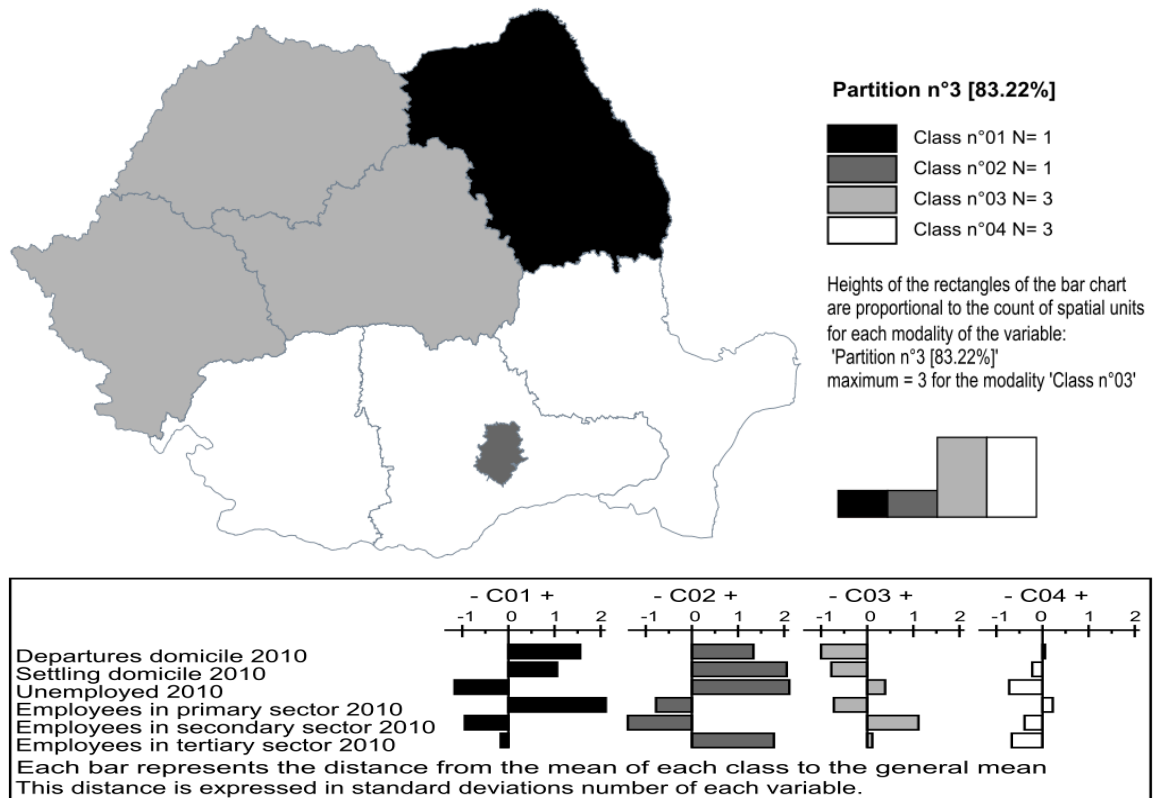 Partition n°3 [83.22%]
Class n°01 N= 1
Class n°02 N= 1
Class n°03 N= 3
Class n°04 N= 3
Heights of the rectangles of the bar chart
are proportional to the count of spatial units
for each modality of the variable:
'Partition n°3 [83.22%]'
maximum = 3 for the modality 'Class n°03'
- C01 + - C02 + - C03 + - C04 +
-1 0 1 2 -1 0 1 2 -1 0 1 2 -1 0 1 2
Departures domicile 2010
Settling domicile 2010
Unemployed 2010
Employees in primary sector 2010
Employees in secondary sector 2010
Employees in tertiary sector 2010
Each bar represents the distance from the mean of each class to the general mean
This distance is expressed in standard deviations number of each variable.